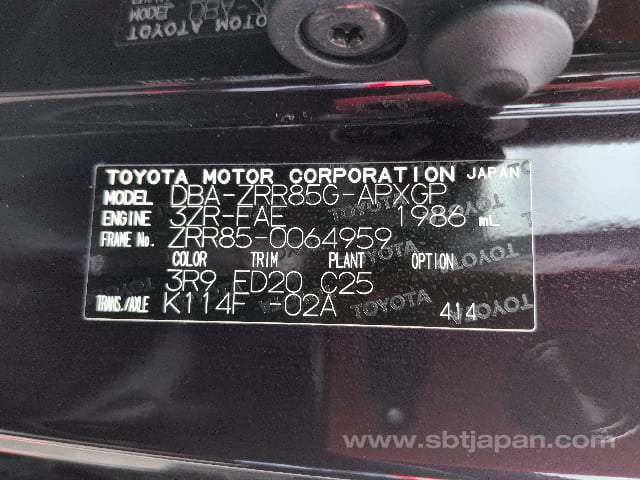 TOYOTA MOTOR CORPORATION JAPAN
MODEL DBA-ZRR85G-APXGP
ENGINE 3ZR-FAE 1986 mL
FRAME No. ZRR85-0064959
COLOR TRIM PLANT OPTION
3R9 ED20 C25
TRANS./AXLE K114F -02A 414
www.sbtjapan.com